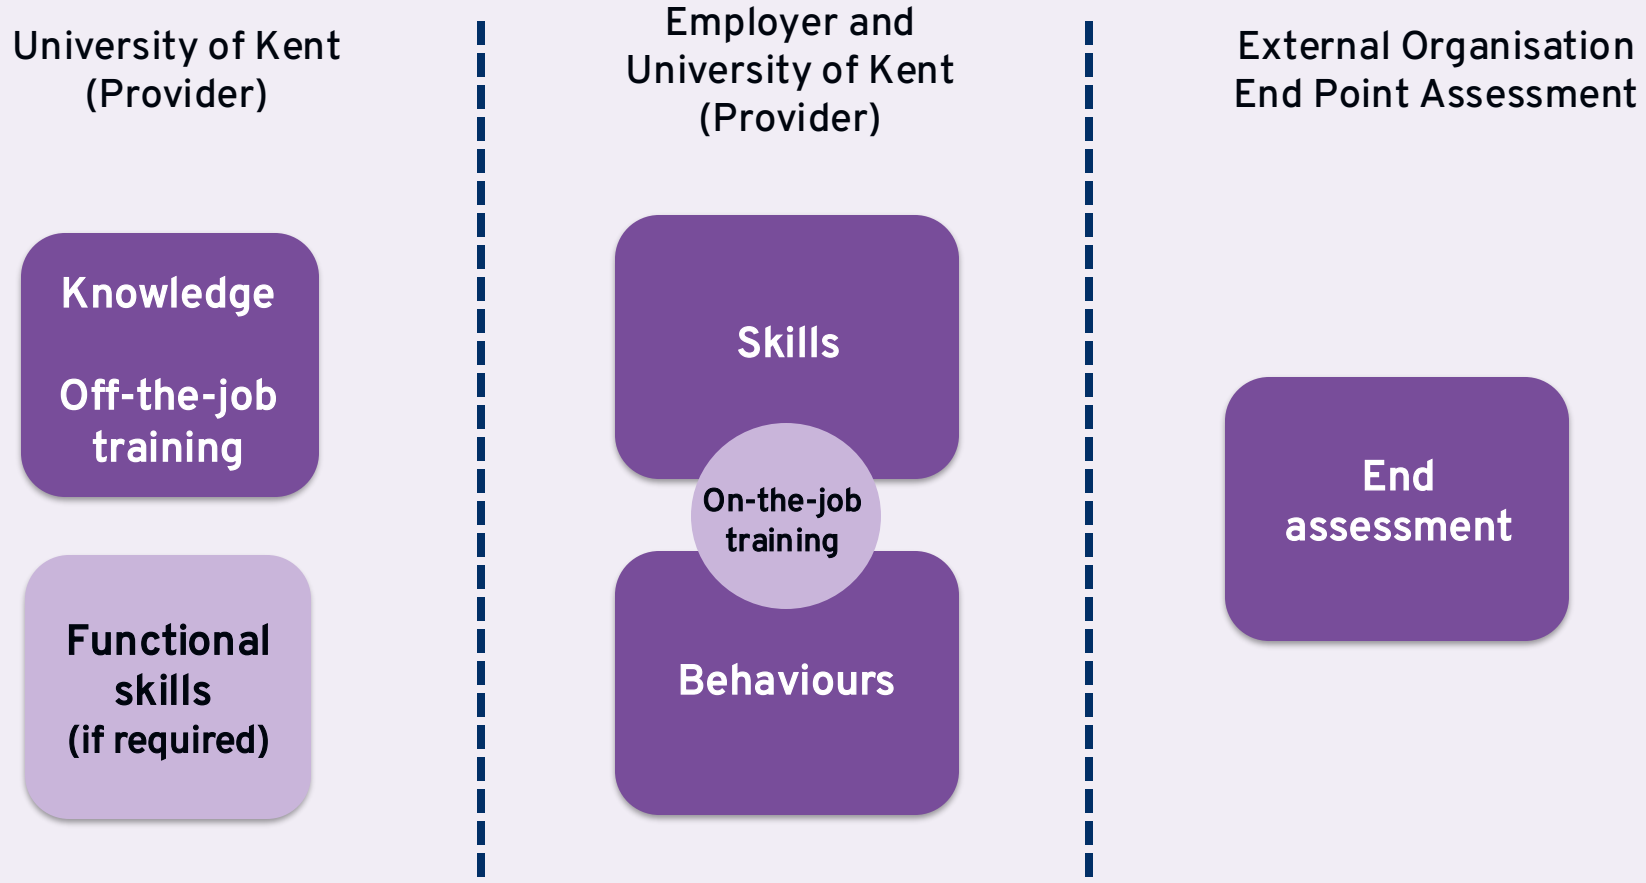 University of Kent
(Provider)
Employer and
University of Kent
(Provider)
External Organisation
End Point Assessment
Knowledge
Off-the-job
training
Functional
skills
(if required)
Skills
On-the-job
training
Behaviours
End
assessment